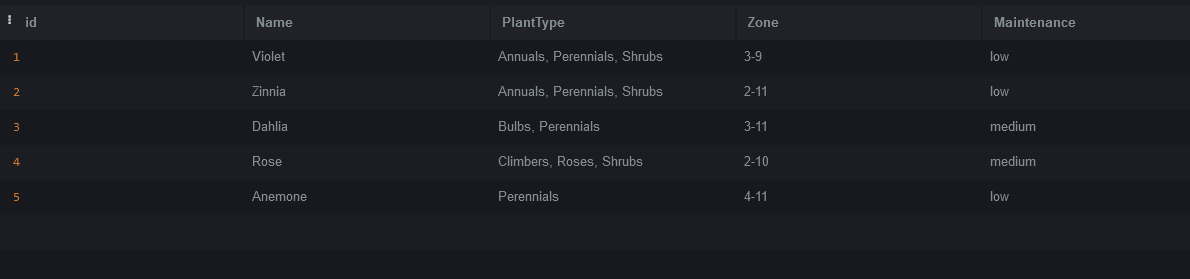 id Name PlantType Zone Maintenance
1 Violet Annuals, Perennials, Shrubs 3-9 low
2 Zinnia Annuals, Perennials, Shrubs 2-11 low
3 Dahlia Bulbs, Perennials 3-11 medium
4 Rose Climbers, Roses, Shrubs 2-10 medium
5 Anemone Perennials 4-11 low